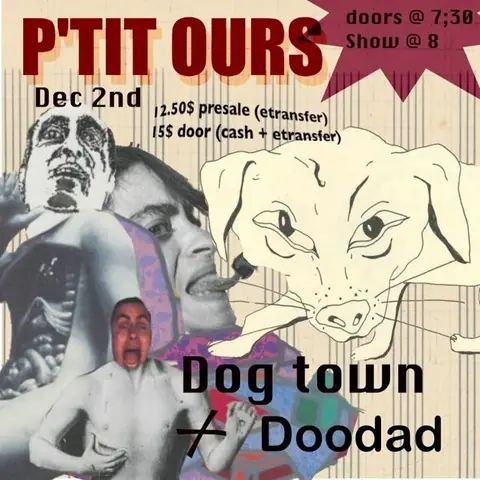 P'TIT OURS
doors @ 7;30
Show @ 8
Dec 2nd
12.50$ presale (etransfer)
15$ door (cash + etransfer)
Dog town
+ Doodad